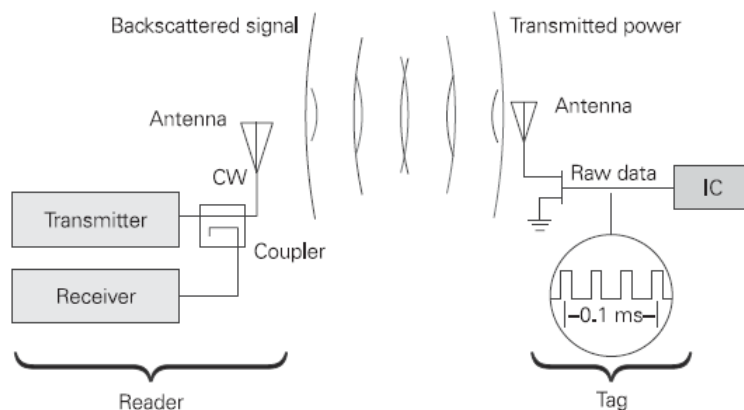 Backscattered signal
Transmitted power
Antenna
Antenna
CW
Raw data
IC
Transmitter
Coupler
Receiver
0.1 ms
Reader
Tag